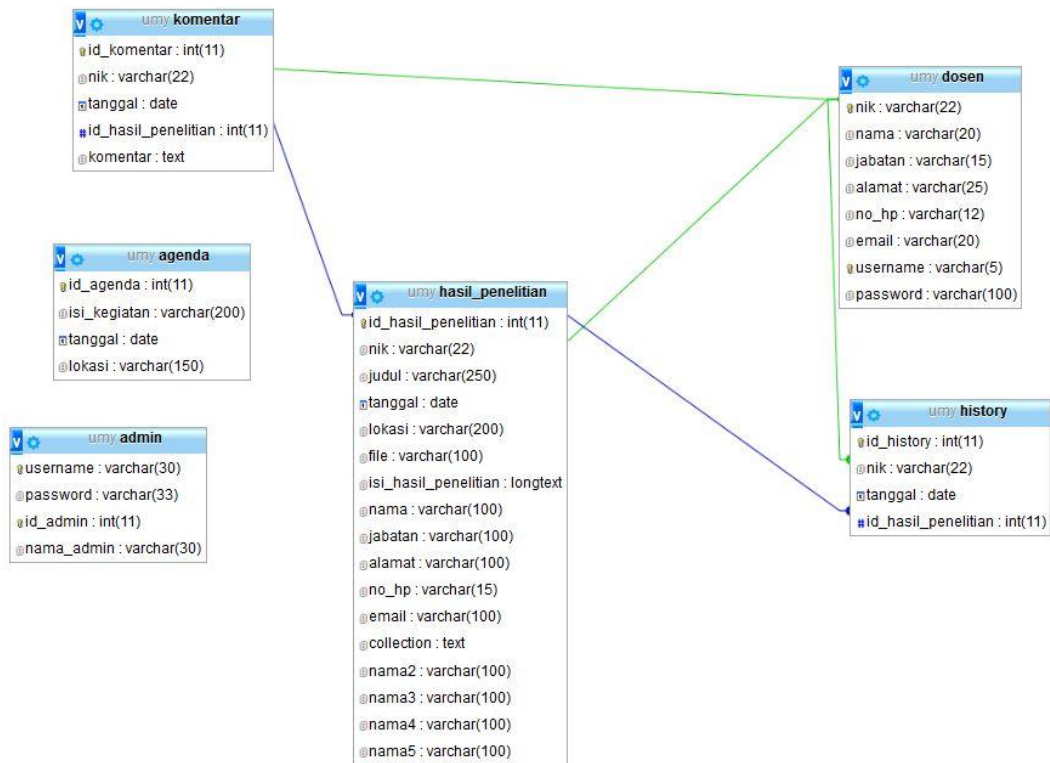 umy komentar
id_komentar : int(11)
nik : varchar(22)
tanggal : date
id_hasil_penelitian : int(11)
komentar : text
umy dosen
nik : varchar(22)
nama : varchar(20)
jabatan : varchar(15)
alamat : varchar(25)
no_hp : varchar(12)
email : varchar(20)
username : varchar(5)
password : varchar(100)
umy agenda
id_agenda : int(11)
isi_kegiatan : varchar(200)
tanggal : date
lokasi : varchar(150)
umy hasil_penelitian
id_hasil_penelitian : int(11)
nik : varchar(22)
judul : varchar(250)
tanggal : date
lokasi : varchar(200)
file : varchar(100)
isi_hasil_penelitian : longtext
nama : varchar(100)
jabatan : varchar(100)
alamat : varchar(100)
no_hp : varchar(15)
email : varchar(100)
collection : text
nama2 : varchar(100)
nama3 : varchar(100)
nama4 : varchar(100)
nama5 : varchar(100)
umy admin
username : varchar(30)
password : varchar(33)
id_admin : int(11)
nama_admin : varchar(30)
umy history
id_history : int(11)
nik : varchar(22)
tanggal : date
id_hasil_penelitian : int(11)